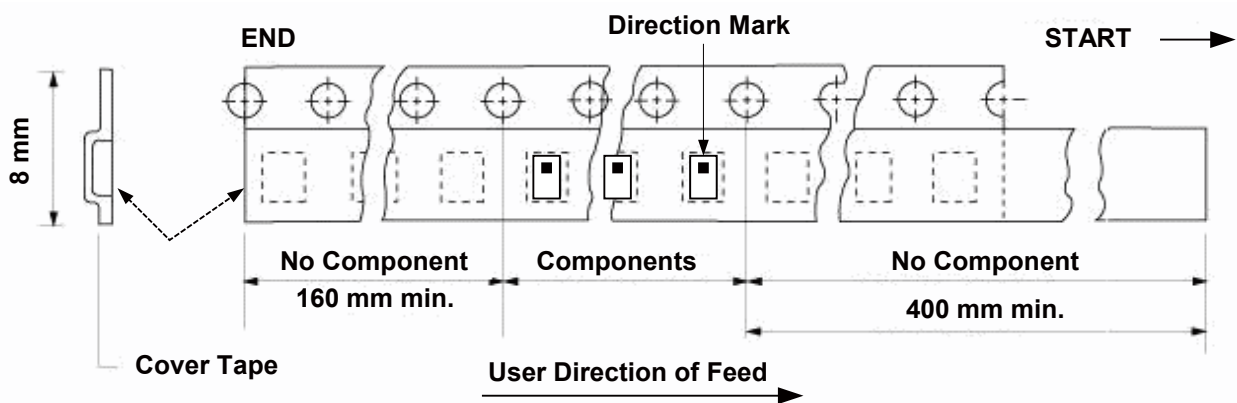 END
Direction Mark
START
8 mm
No Component
Components
No Component
160 mm min.
400 mm min.
Cover Tape
User Direction of Feed